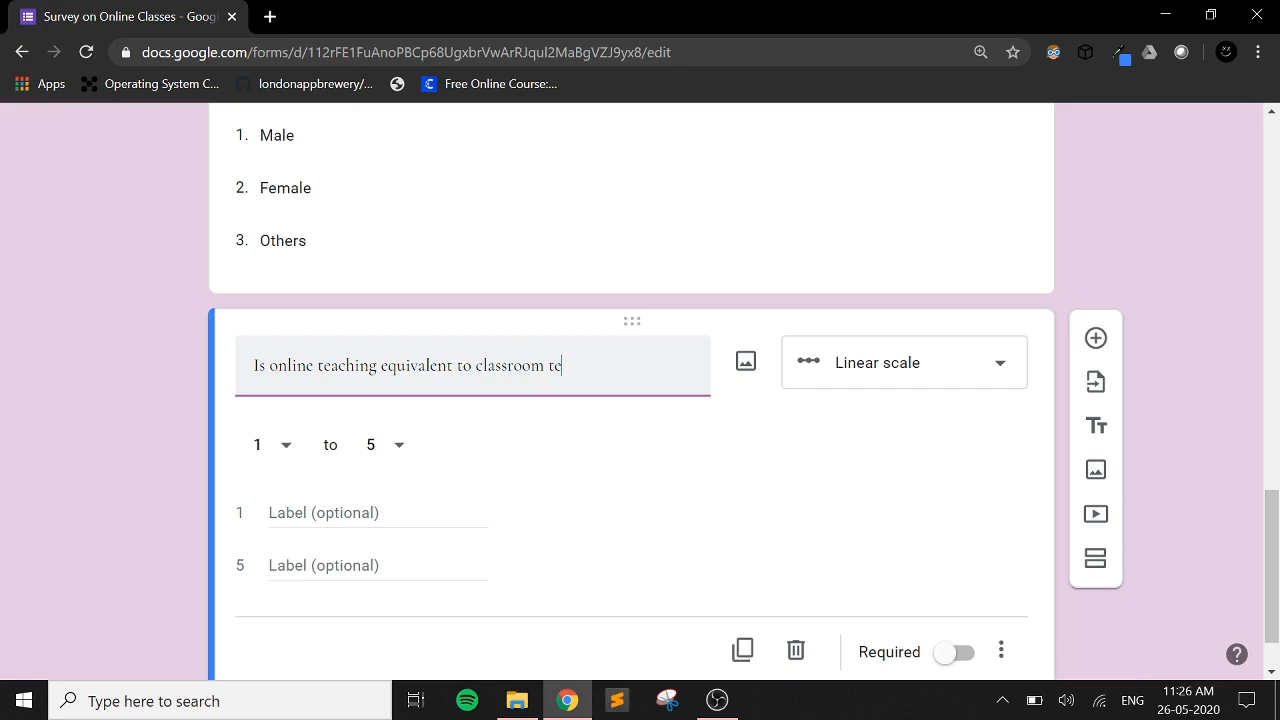 Survey on Online Classes - Googl
docs.google.com/forms/d/112rFE1FuAnoPBCp68UgxbrVwArRJquI2MaBgVZJ9yx8/edit
Apps
Operating System C...
londonappbrewery/...
Free Online Course:...
1. Male
2. Female
3. Others
Is online teaching equivalent to classroom te
Linear scale
1 to 5
1 Label (optional)
5 Label (optional)
Required
Type here to search
ENG
11:26 AM
26-05-2020